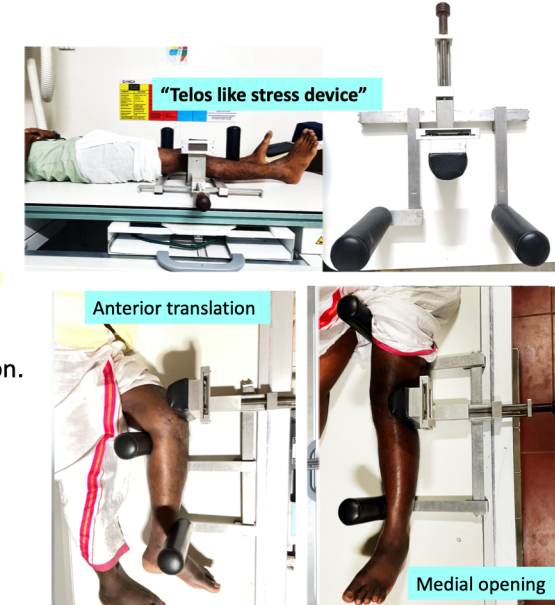 “Telos like stress device”
Anterior translation
on.
Medial opening